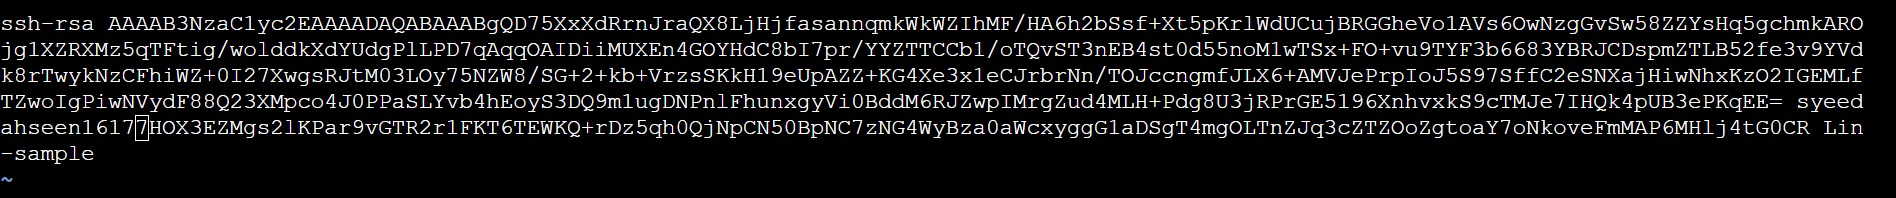 ssh-rsa AAAAB3NzaC1yc2EAAAADAQABAAABgQD75XxXdRrnJraQX8LjHjfasannqmkWkWZIhMF/HA6h2bSsf+Xt5pKrlWdUCujBRGGheVo1AVs6OwNzgGvSw58ZZYsHq5gchmkARO
jg1XZRXMz5qTFtig/wolddkXdYUdgPlLPD7qAqqOAIDiiMUXEn4GOYHdC8bI7pr/YYZTTCCb1/oTQvST3nEB4st0d55noM1wTSx+FO+vu9TYF3b6683YBRJCDspmZTLB52fe3v9YVd
k8rTwykNzCFhiWZ+0I27XwgsRJtM03LOy75NZW8/SG+2+kb+VrzsSKkH19eUpAZZ+KG4Xe3x1eCJrbrNn/TOJccngmfJLX6+AMVJePrpIoJ5S97SffC2eSNXajHiwNhxKzO2IGEMLf
TZwoIgPiwNVydF88Q23XMpco4J0PPaSLYvb4hEoyS3DQ9m1ugDNPnlFhunxgyVi0BddM6RJZwpIMrgZud4MLH+Pdg8U3jRPrGE5196XnhvxkS9cTMJe7IHQk4pUB3ePKqEE= syeed
ahseen16177HOX3EZMgs2lKPar9vGTR2r1FKT6TEWKQ+rDz5qh0QjNpCN50BpNC7zNG4WyBza0aWcxyggG1aDSgT4mgOLTnZJq3cZTZOoZgtoaY7oNkoveFmMAP6MHlj4tG0CR Lin
-sample
~